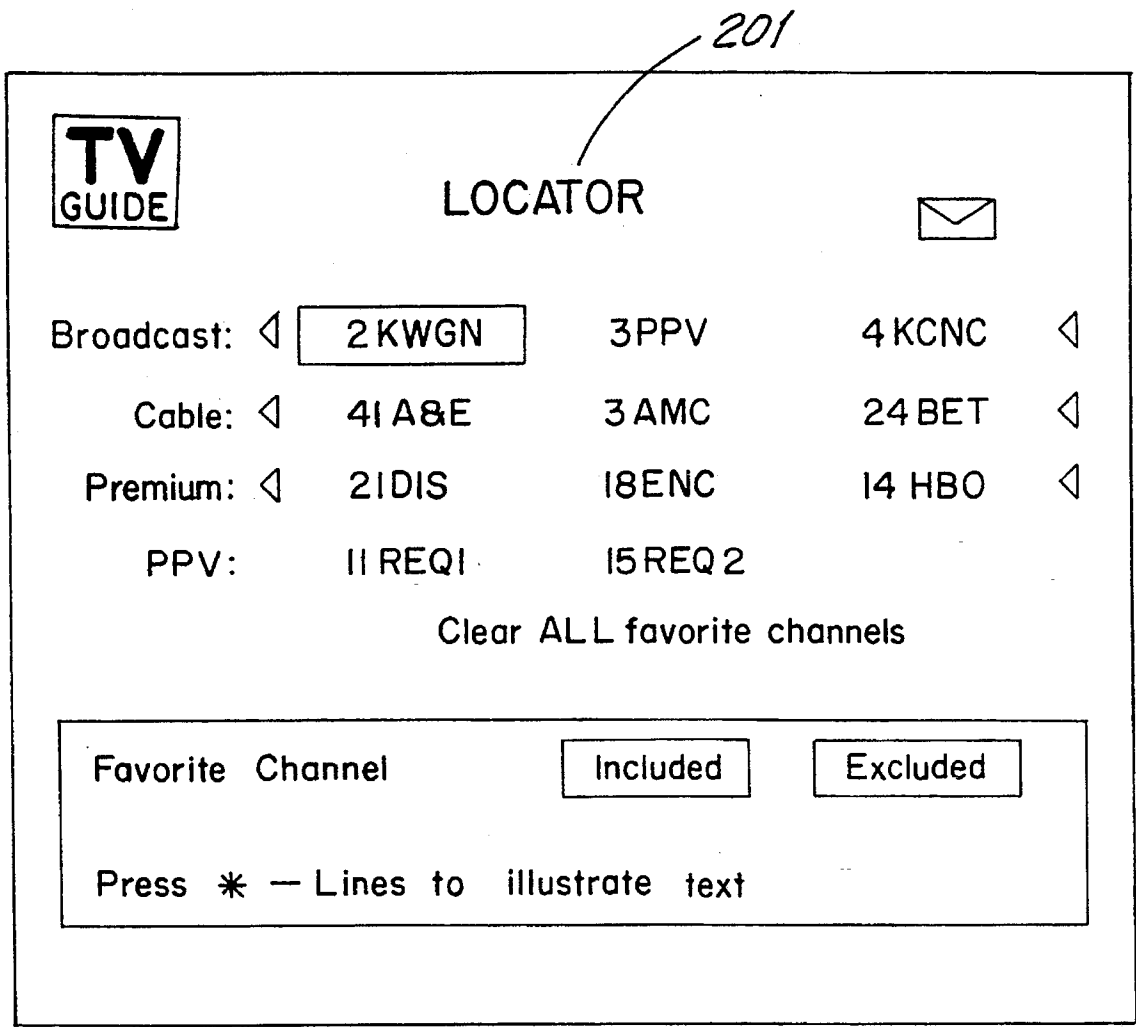 201
TV
GUIDE
LOCATOR
Broadcast: 2 KWGN 3 PPV 4 KCNC
Cable: 41 A&E 3 AMC 24 BET
Premium: 21 DIS 18 ENC 14 HBO
PPV: 11 REQ1 15 REQ 2
Clear ALL favorite channels
Favorite Channel Included Excluded
Press * — Lines to illustrate text